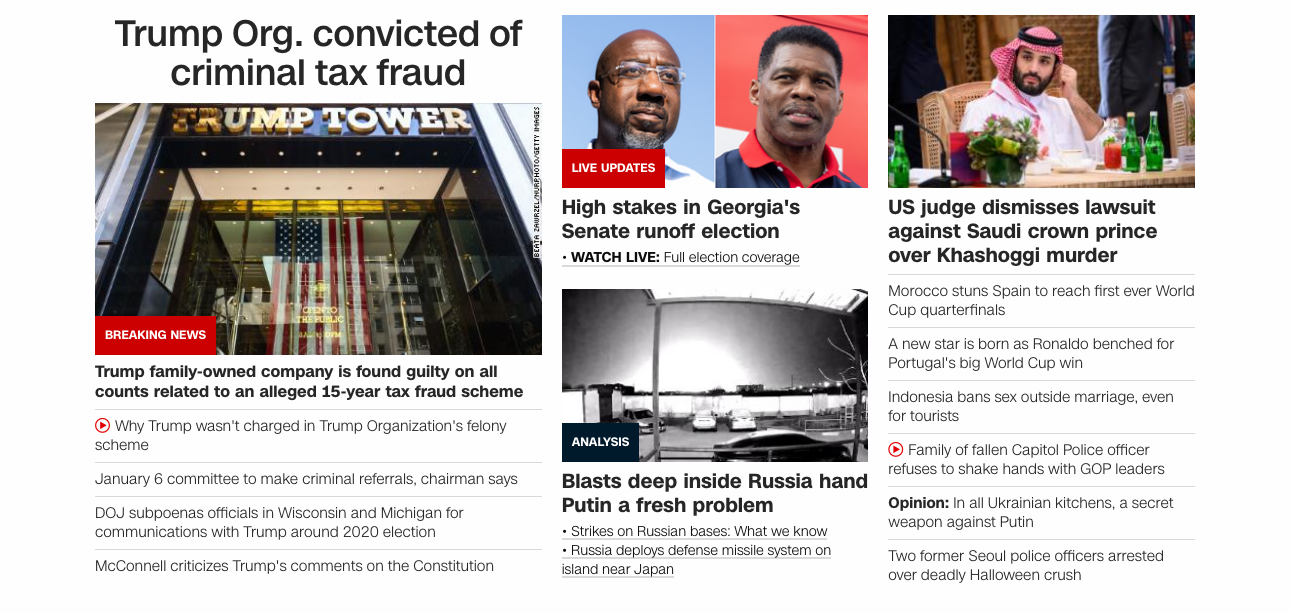 Trump Org. convicted of
criminal tax fraud
TRUMP TOWER
BEATA ZAWRZEL/NURPHOTO/GETTY IMAGES
OPEN TO
THE PUBLIC
BREAKING NEWS
Trump family-owned company is found guilty on all
counts related to an alleged 15-year tax fraud scheme
Why Trump wasn't charged in Trump Organization's felony
scheme
January 6 committee to make criminal referrals, chairman says
DOJ subpoenas officials in Wisconsin and Michigan for
communications with Trump around 2020 election
McConnell criticizes Trump's comments on the Constitution
LIVE UPDATES
High stakes in Georgia's
Senate runoff election
• WATCH LIVE: Full election coverage
ANALYSIS
Blasts deep inside Russia hand
Putin a fresh problem
• Strikes on Russian bases: What we know
• Russia deploys defense missile system on
island near Japan
US judge dismisses lawsuit
against Saudi crown prince
over Khashoggi murder
Morocco stuns Spain to reach first ever World
Cup quarterfinals
A new star is born as Ronaldo benched for
Portugal's big World Cup win
Indonesia bans sex outside marriage, even
for tourists
Family of fallen Capitol Police officer
refuses to shake hands with GOP leaders
Opinion: In all Ukrainian kitchens, a secret
weapon against Putin
Two former Seoul police officers arrested
over deadly Halloween crush